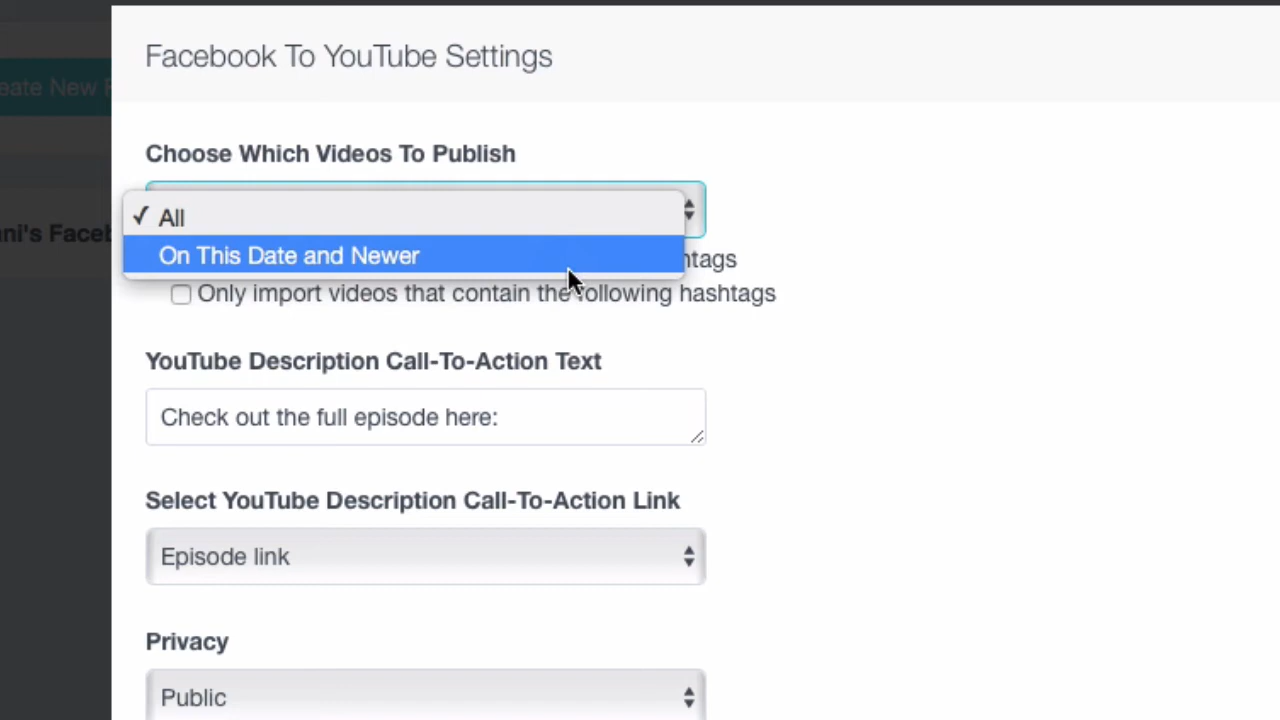 Facebook To YouTube Settings
eate New
Choose Which Videos To Publish
✓ All
On This Date and Newer
ntags
Only import videos that contain the following hashtags
YouTube Description Call-To-Action Text
Check out the full episode here:
Select YouTube Description Call-To-Action Link
Episode link
Privacy
Public